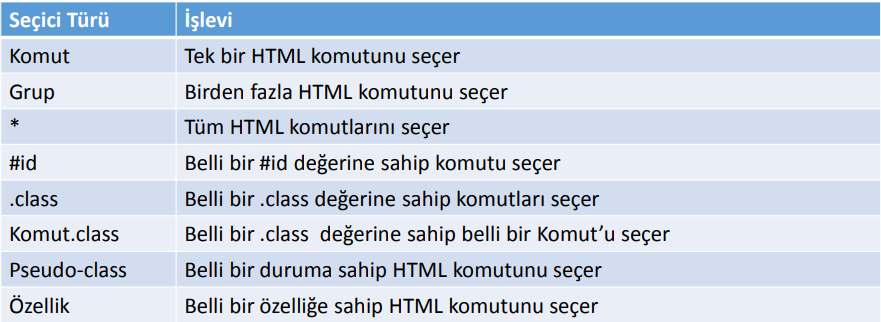 Seçici Türü İşlevi
Komut Tek bir HTML komutunu seçer
Grup Birden fazla HTML komutunu seçer
* Tüm HTML komutlarını seçer
#id Belli bir #id değerine sahip komutu seçer
.class Belli bir .class değerine sahip komutları seçer
Komut.class Belli bir .class değerine sahip belli bir Komut’u seçer
Pseudo-class Belli bir duruma sahip HTML komutunu seçer
Özellik Belli bir özelliğe sahip HTML komutunu seçer